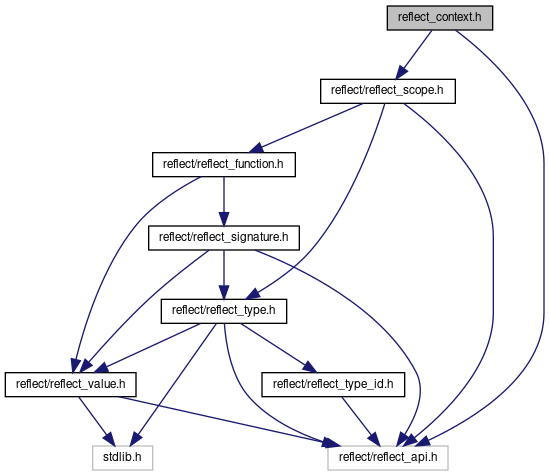 reflect_context.h
reflect/reflect_scope.h
reflect/reflect_function.h
reflect/reflect_signature.h
reflect/reflect_type.h
reflect/reflect_value.h
reflect/reflect_type_id.h
stdlib.h
reflect/reflect_api.h